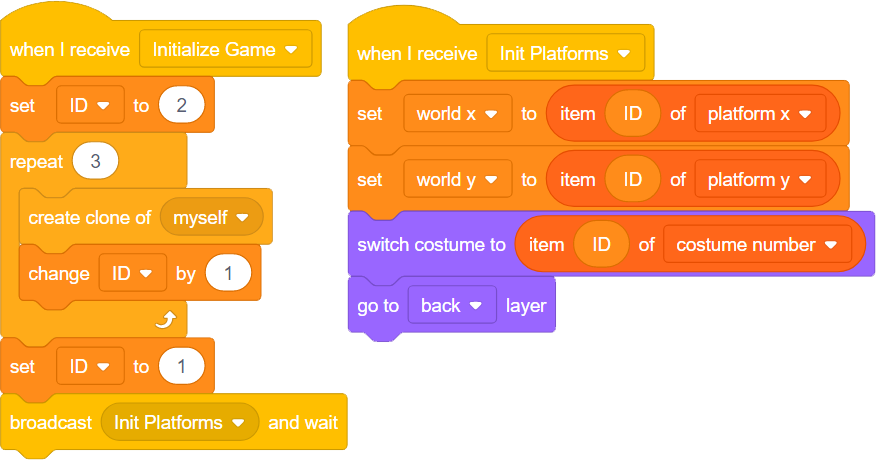 when I receive Initialize Game
set ID to 2
repeat 3
create clone of myself
change ID by 1
set ID to 1
broadcast Init Platforms and wait
when I receive Init Platforms
set world x to item ID of platform x
set world y to item ID of platform y
switch costume to item ID of costume number
go to back layer